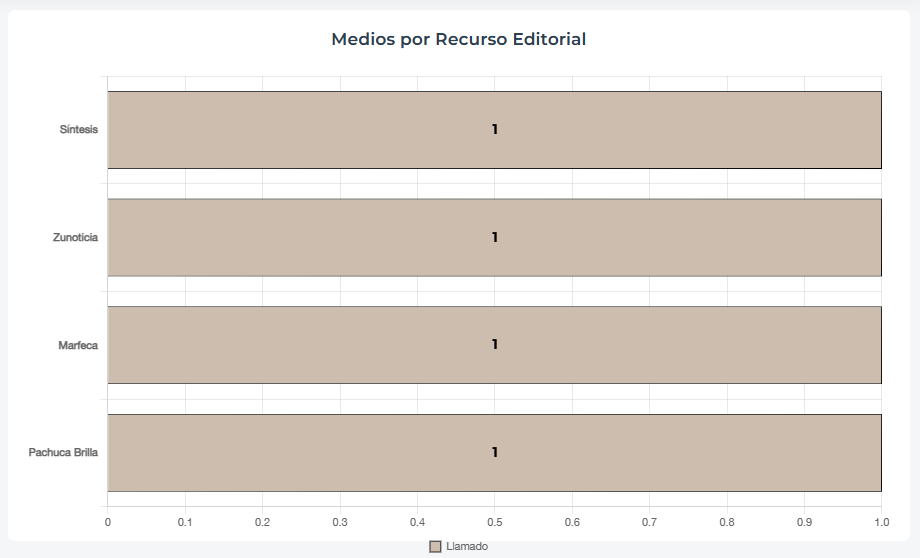 Medios por Recurso Editorial
Síntesis
1
Zunoticia
1
Marfeca
1
Pachuca Brilla
1
0 0.1 0.2 0.3 0.4 0.5 0.6 0.7 0.8 0.9 1.0
Llamado